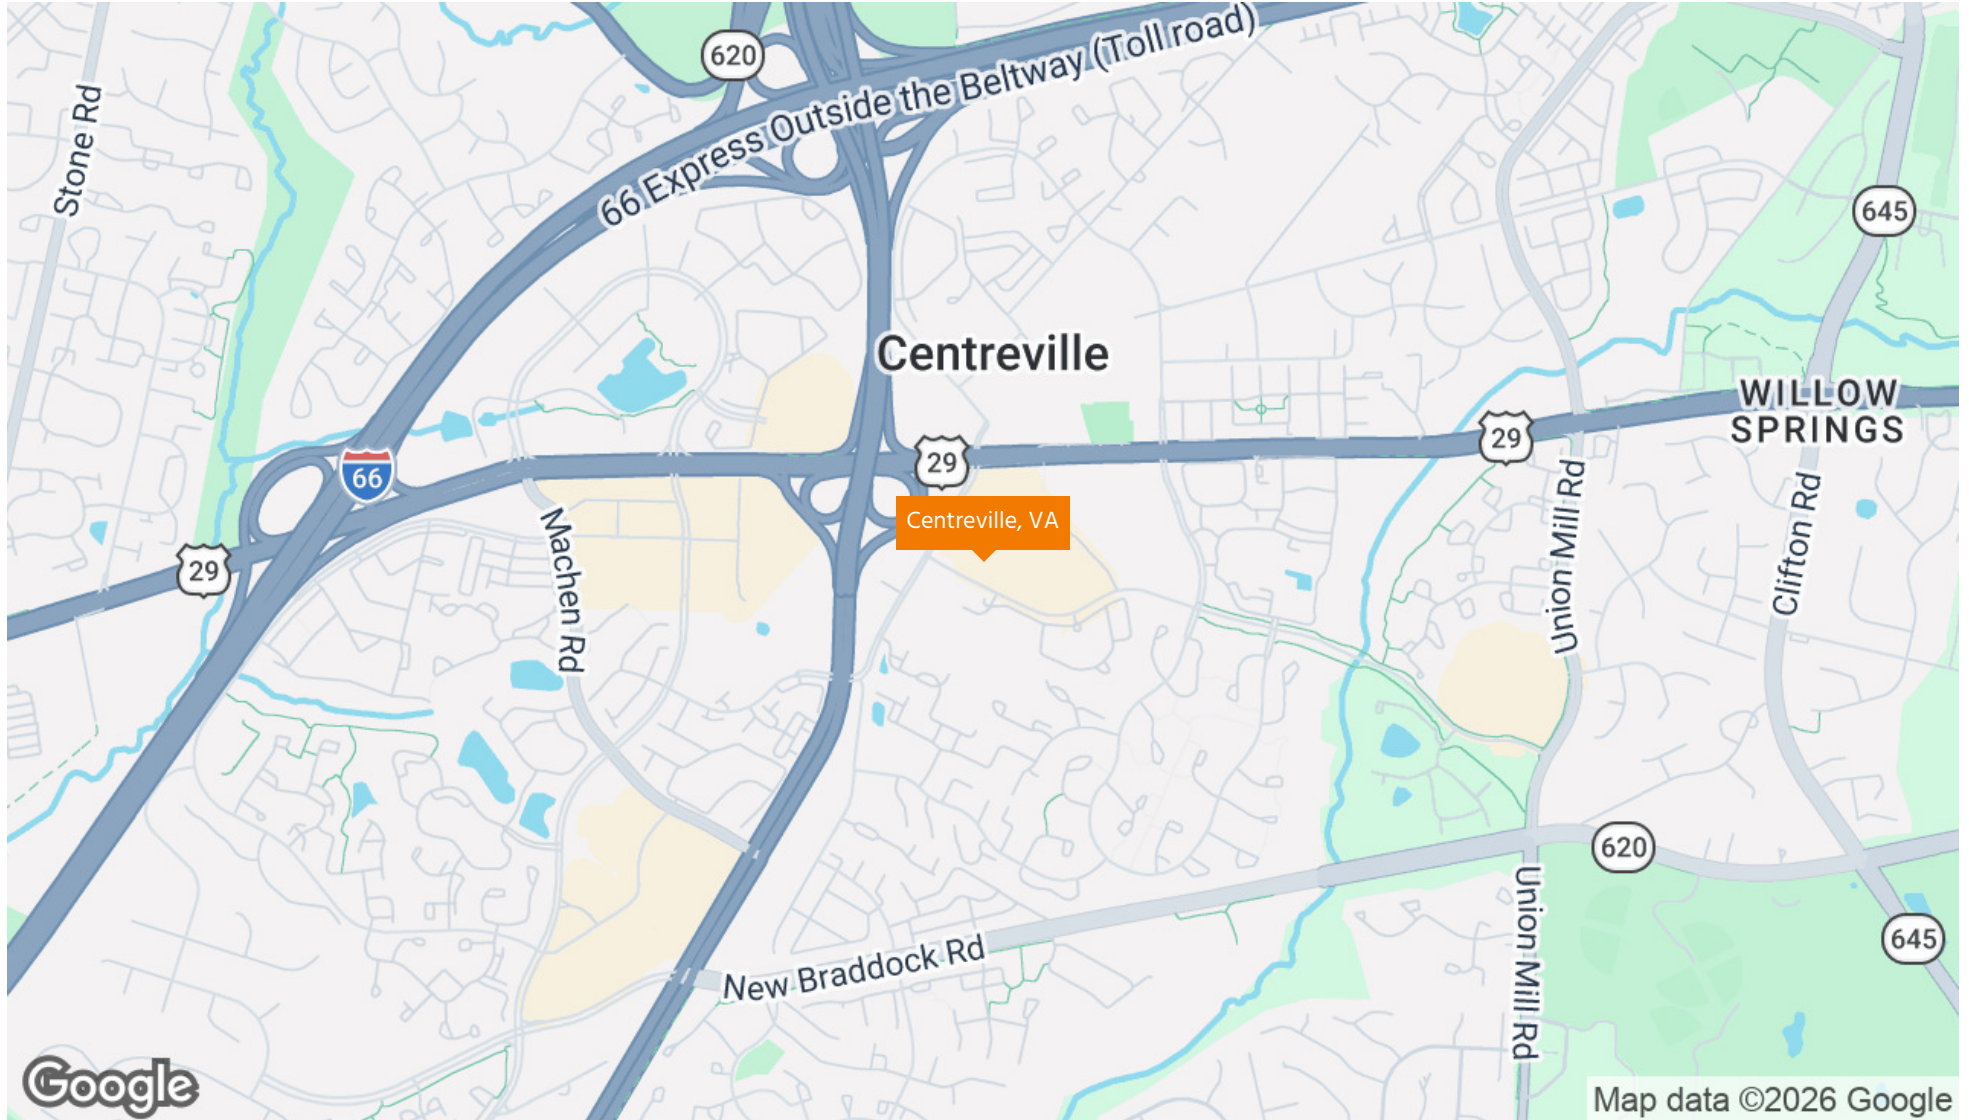 620
66 Express Outside the Beltway (Toll road)
Stone Rd
645
Centreville
WILLOW
SPRINGS
29
29
66
Centreville, VA
Machen Rd
Union Mill Rd
Clifton Rd
29
620
Union Mill Rd
New Braddock Rd
645
Google
Map data ©2026 Google